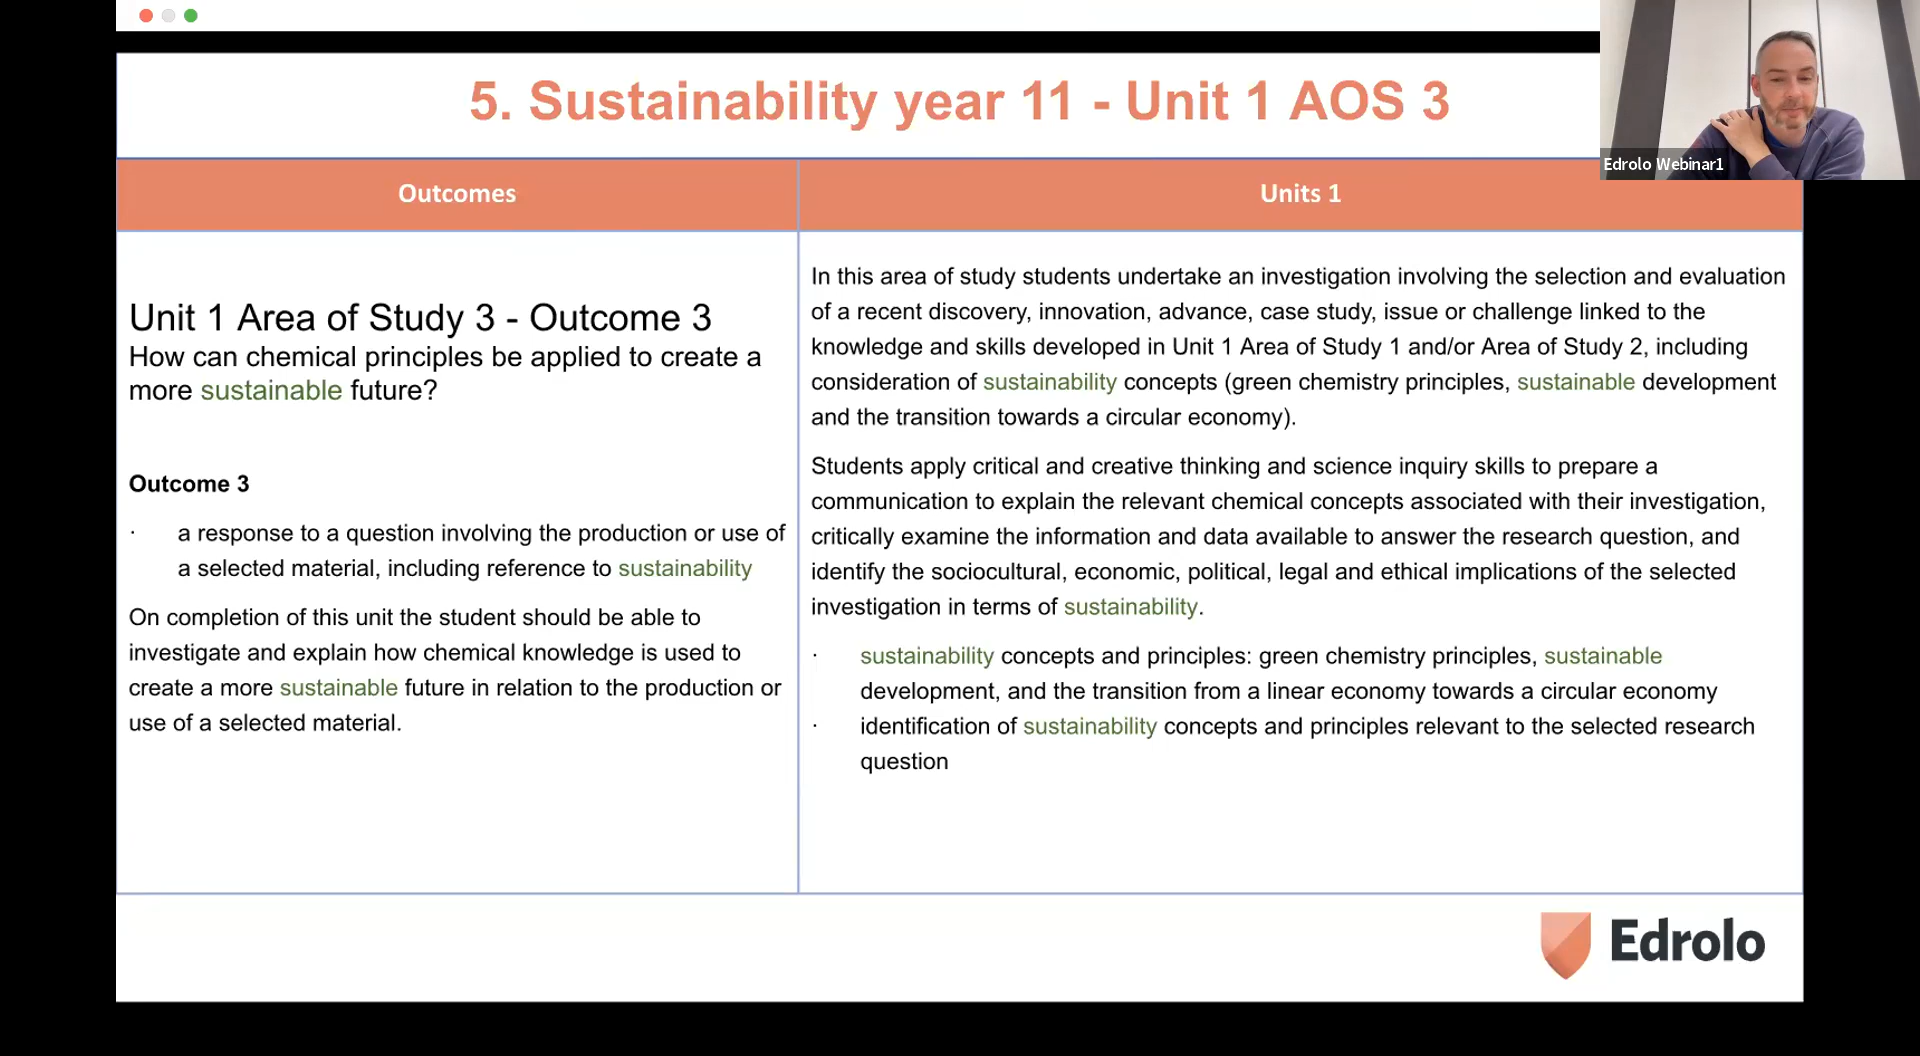 5. Sustainability year 11 - Unit 1 AOS 3
Edrolo Webinar1
Outcomes
Units 1
Unit 1 Area of Study 3 - Outcome 3
How can chemical principles be applied to create a
more sustainable future?
Outcome 3
· a response to a question involving the production or use of
a selected material, including reference to sustainability
On completion of this unit the student should be able to
investigate and explain how chemical knowledge is used to
create a more sustainable future in relation to the production or
use of a selected material.
In this area of study students undertake an investigation involving the selection and evaluation
of a recent discovery, innovation, advance, case study, issue or challenge linked to the
knowledge and skills developed in Unit 1 Area of Study 1 and/or Area of Study 2, including
consideration of sustainability concepts (green chemistry principles, sustainable development
and the transition towards a circular economy).
Students apply critical and creative thinking and science inquiry skills to prepare a
communication to explain the relevant chemical concepts associated with their investigation,
critically examine the information and data available to answer the research question, and
identify the sociocultural, economic, political, legal and ethical implications of the selected
investigation in terms of sustainability.
· sustainability concepts and principles: green chemistry principles, sustainable
development, and the transition from a linear economy towards a circular economy
· identification of sustainability concepts and principles relevant to the selected research
question
Edrolo